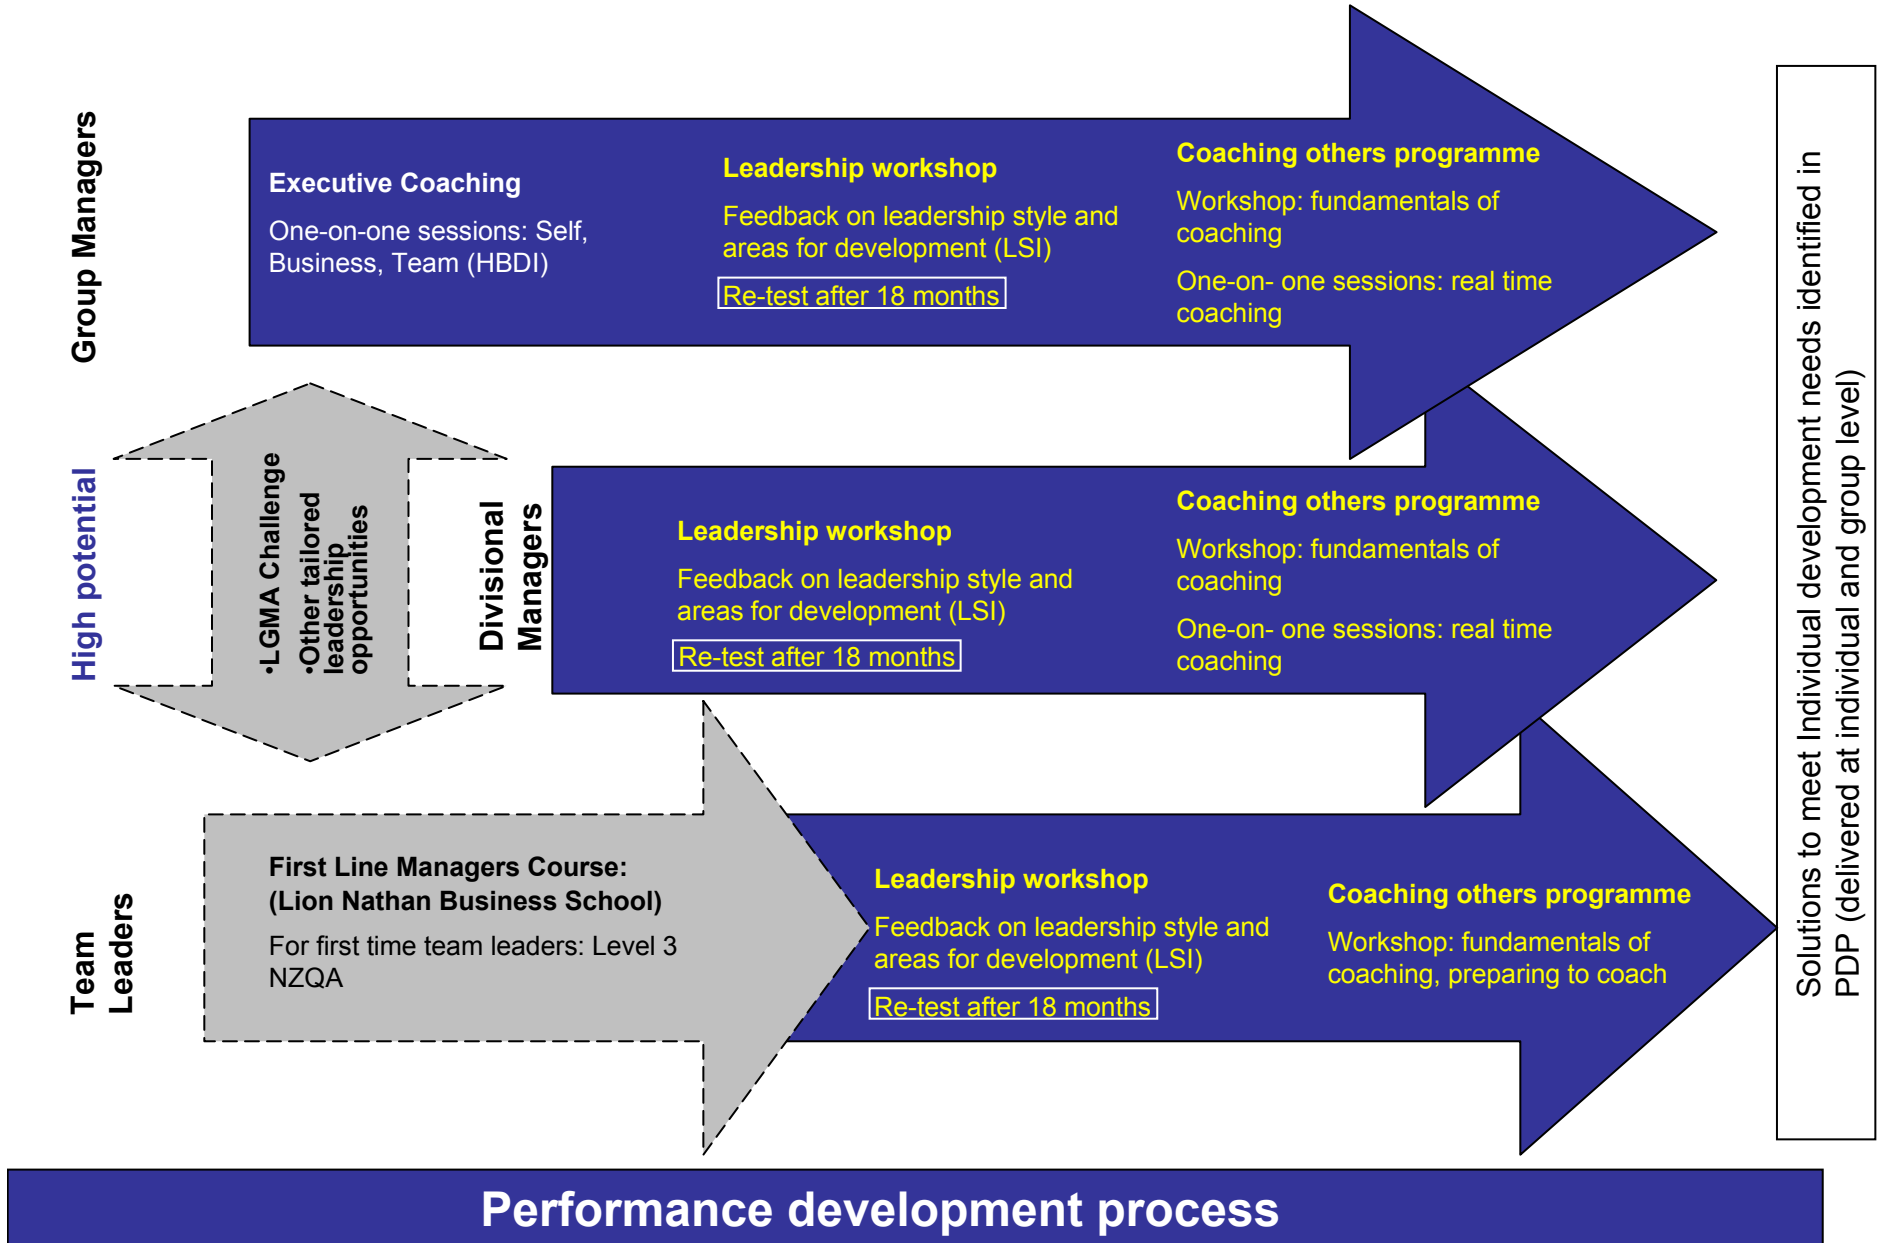 Group Managers
Executive Coaching
One-on-one sessions: Self,
Business, Team (HBDI)
Leadership workshop
Feedback on leadership style and
areas for development (LSI)
Re-test after 18 months
Coaching others programme
Workshop: fundamentals of
coaching
One-on- one sessions: real time
coaching
High potential
•LGMA Challenge
•Other tailored
leadership
opportunities
Divisional
Managers
Leadership workshop
Feedback on leadership style and
areas for development (LSI)
Re-test after 18 months
Coaching others programme
Workshop: fundamentals of
coaching
One-on- one sessions: real time
coaching
Team
Leaders
First Line Managers Course:
(Lion Nathan Business School)
For first time team leaders: Level 3
NZQA
Leadership workshop
Feedback on leadership style and
areas for development (LSI)
Re-test after 18 months
Coaching others programme
Workshop: fundamentals of
coaching, preparing to coach
Solutions to meet Individual development needs identified in
PDP (delivered at individual and group level)
Performance development process